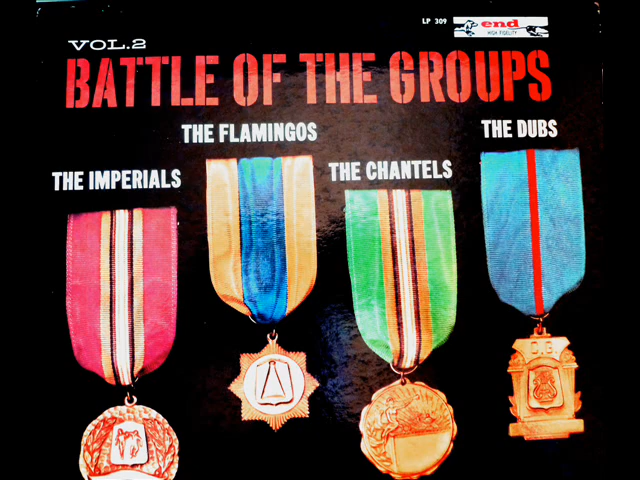 LP 309
end
HIGH FIDELITY
VOL.2
BATTLE OF THE GROUPS
THE IMPERIALS
THE FLAMINGOS
THE CHANTELS
THE DUBS